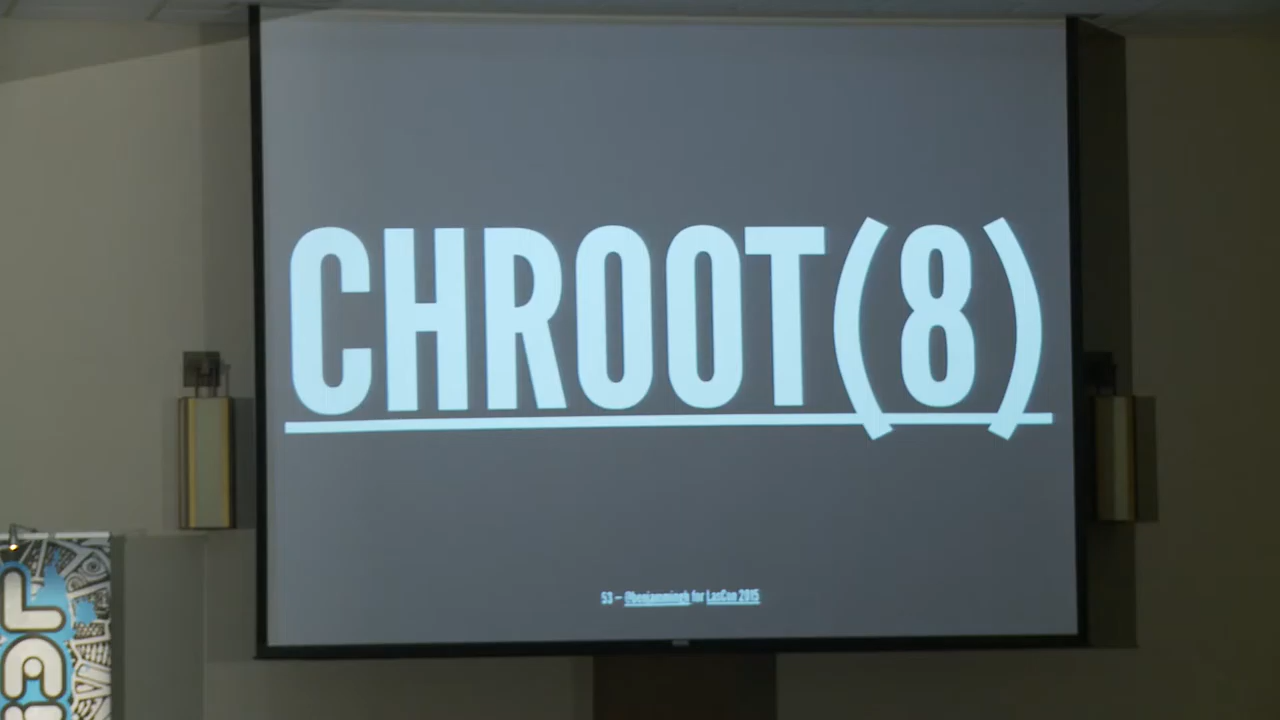 CHROOT(8)
53 — @benjammingh for LasCon 2015